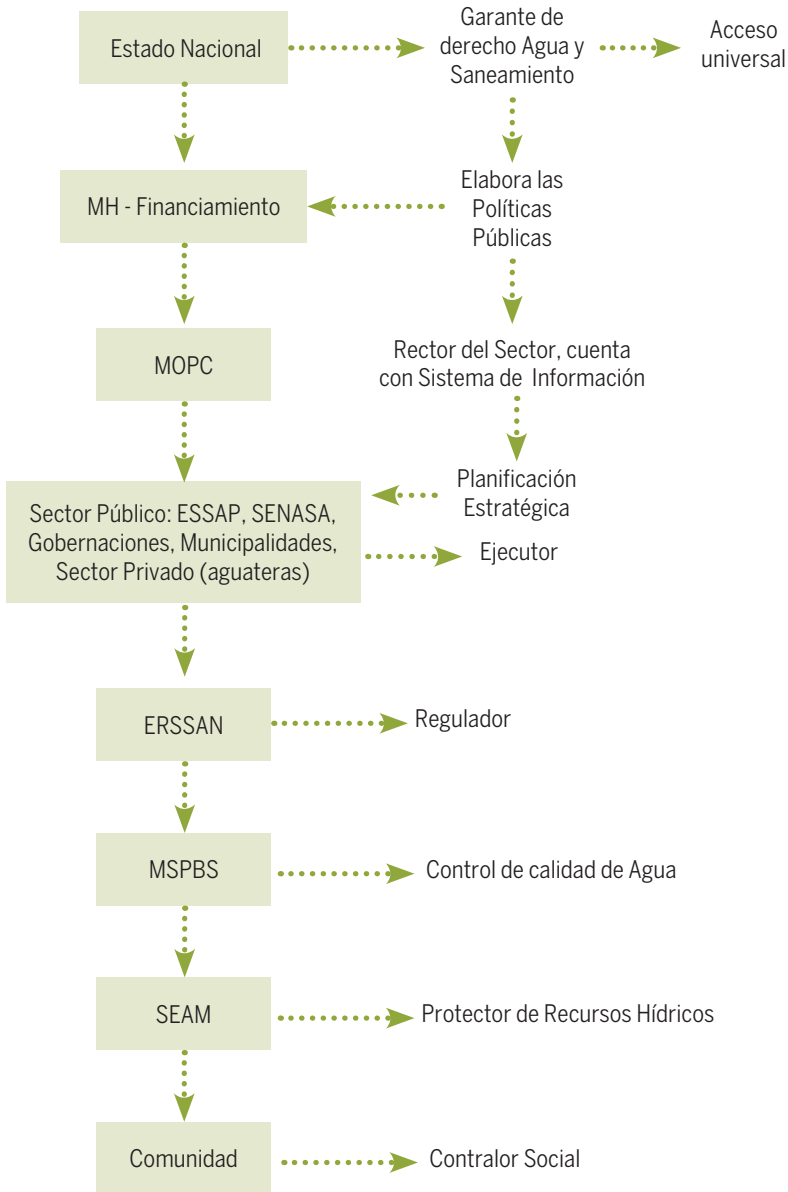 Estado Nacional
Garante de
derecho Agua y
Saneamiento
Acceso
universal
MH - Financiamiento
Elabora las
Políticas
Públicas
MOPC
Rector del Sector, cuenta
con Sistema de Información
Planificación
Estratégica
Sector Público: ESSAP, SENASA,
Gobernaciones, Municipalidades,
Sector Privado (aguateras)
Ejecutor
ERSSAN
Regulador
MSPBS
Control de calidad de Agua
SEAM
Protector de Recursos Hídricos
Comunidad
Contralor Social